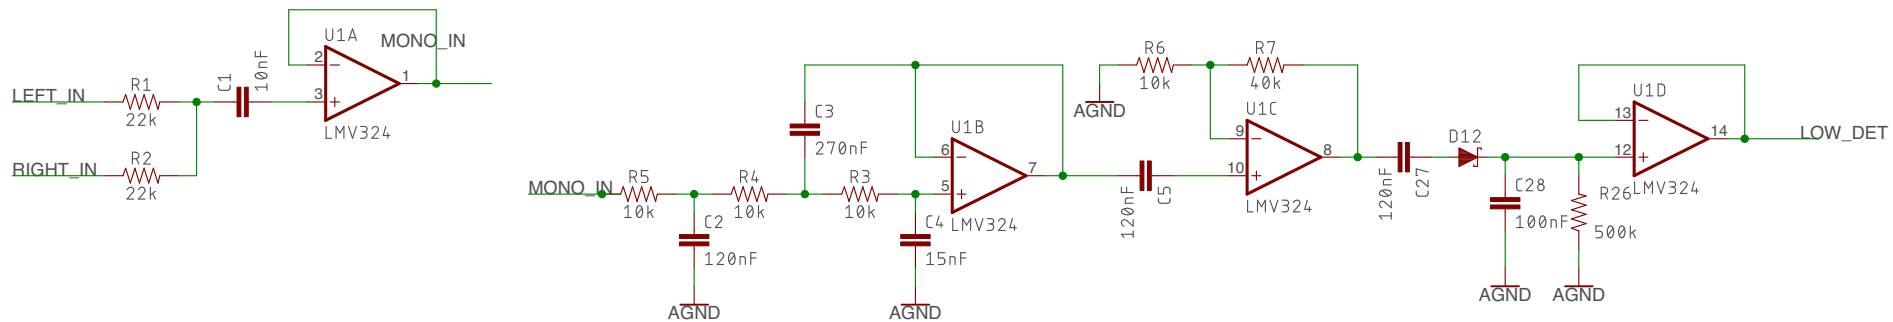 U1A
MONO_IN
C1
10nF
2
3
1
LMV324
LEFT_IN
R1
22k
RIGHT_IN
R2
22k
MONO_IN
R5
10k
C2
120nF
AGND
R4
10k
C3
270nF
R3
10k
C4
15nF
AGND
U1B
6
5
7
LMV324
120nF
C5
AGND
R6
10k
R7
40k
U1C
9
10
8
LMV324
120nF
C27
D12
C28
100nF
AGND
R26
500k
AGND
U1D
13
12
14
LMV324
LOW_DET